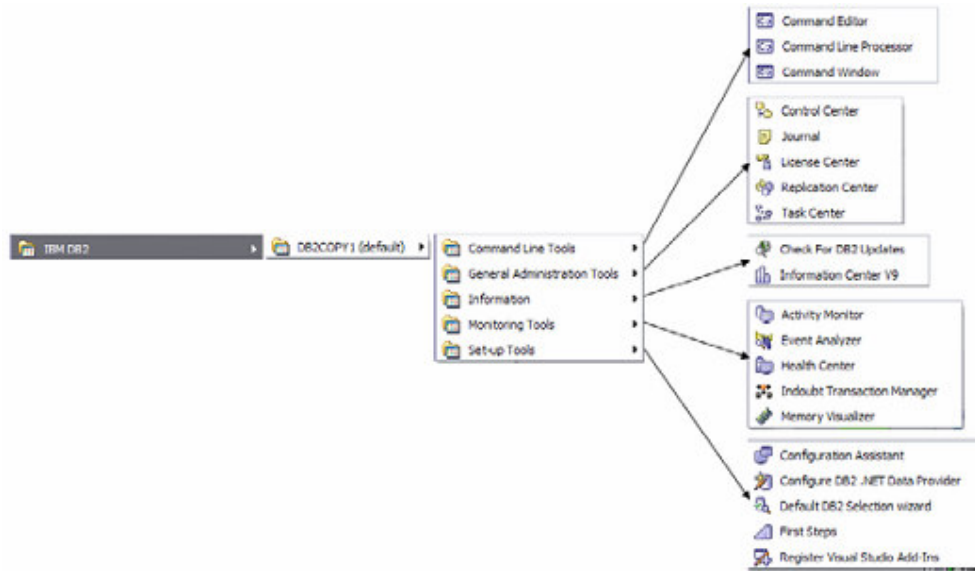 IBM DB2
DB2COPY1 (default)
Command Line Tools
General Administration Tools
Information
Monitoring Tools
Set-up Tools
Command Editor
Command Line Processor
Command Window
Control Center
Journal
License Center
Replication Center
Task Center
Check For DB2 Updates
Information Center V9
Activity Monitor
Event Analyzer
Health Center
Indoubt Transaction Manager
Memory Visualizer
Configuration Assistant
Configure DB2 .NET Data Provider
Default DB2 Selection wizard
First Steps
Register Visual Studio Add-Ins